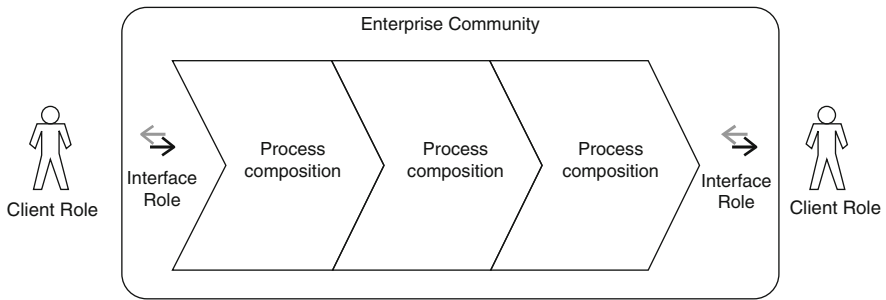 Enterprise Community
Client Role
Interface
Role
Process
composition
Process
composition
Process
composition
Interface
Role
Client Role